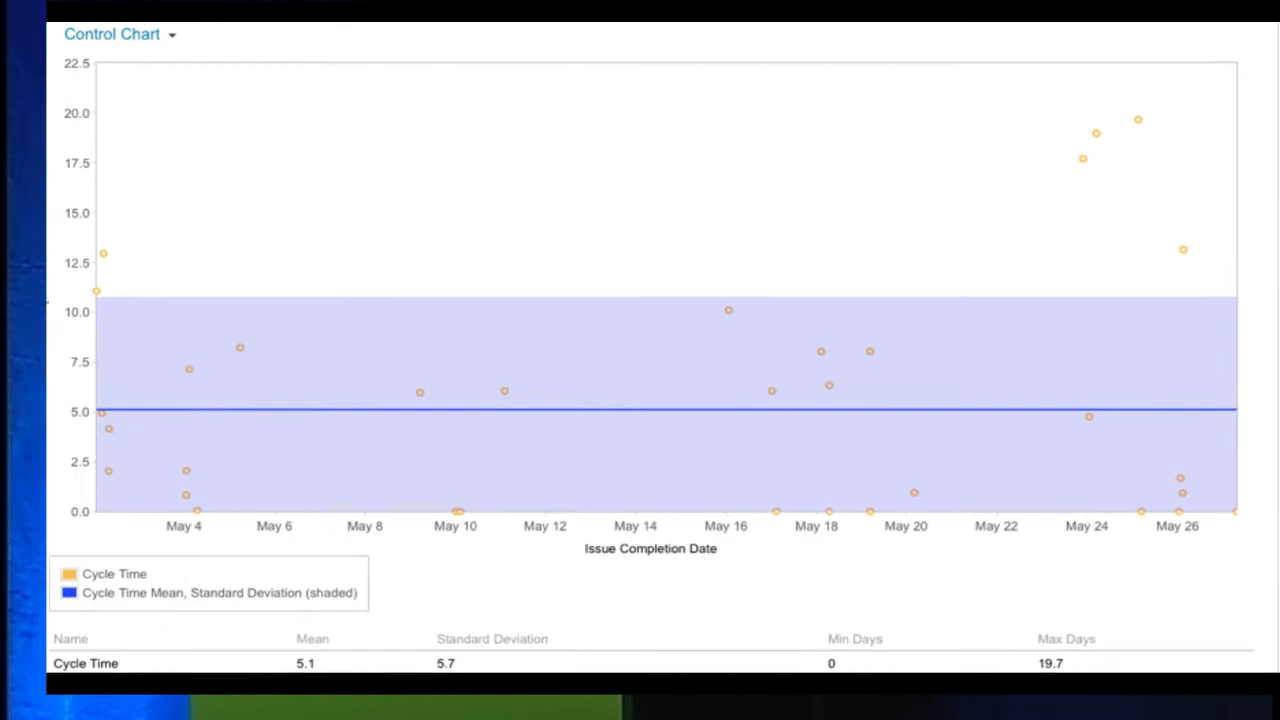 Control Chart
22.5
20.0
17.5
15.0
12.5
10.0
7.5
5.0
2.5
0.0
May 4 May 6 May 8 May 10 May 12 May 14 May 16 May 18 May 20 May 22 May 24 May 26
Issue Completion Date
Cycle Time
Cycle Time Mean, Standard Deviation (shaded)
Name Mean Standard Deviation Min Days Max Days
Cycle Time 5.1 5.7 0 19.7